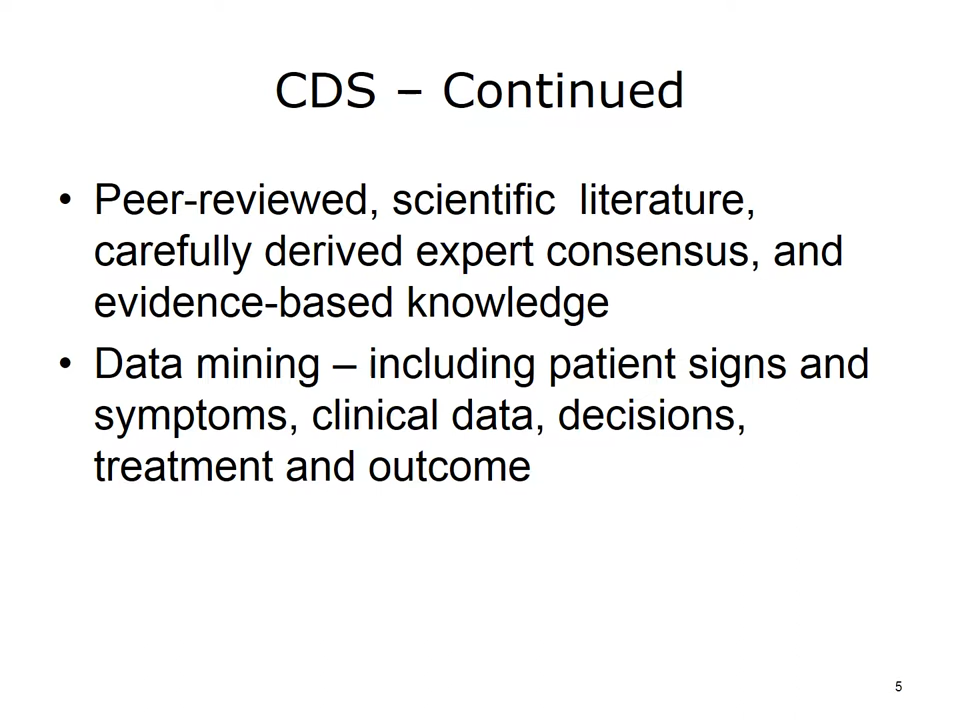 CDS – Continued
• Peer-reviewed, scientific  literature,
carefully derived expert consensus, and
evidence-based knowledge
• Data mining – including patient signs and
symptoms, clinical data, decisions,
treatment and outcome
5